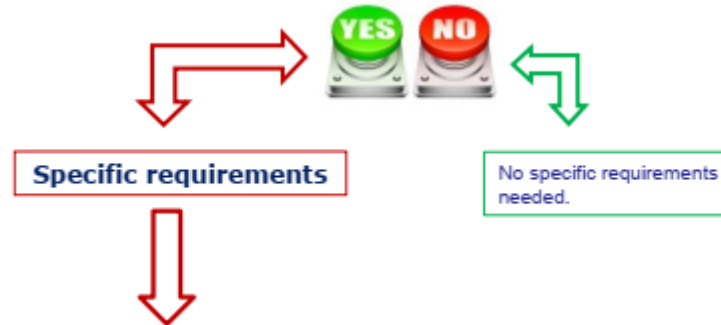 YES NO
Specific requirements
No specific requirements
needed.